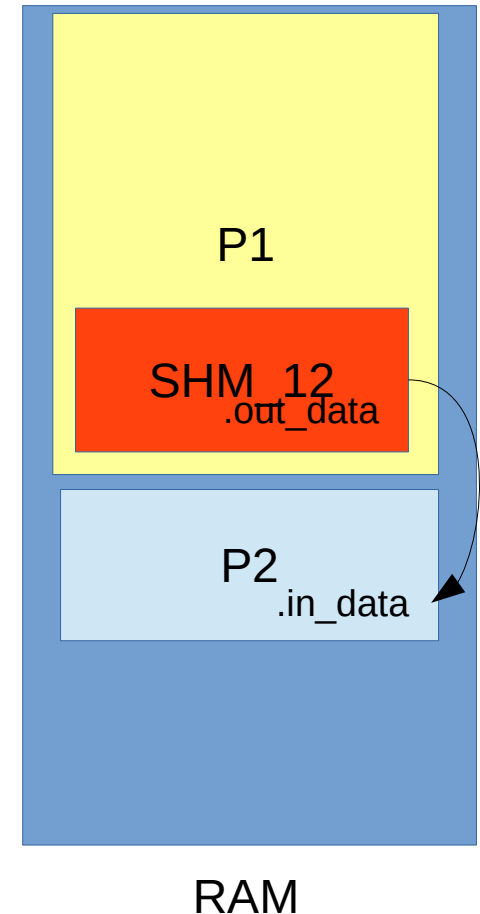 P1
SHM_12
.out_data
P2
.in_data
RAM